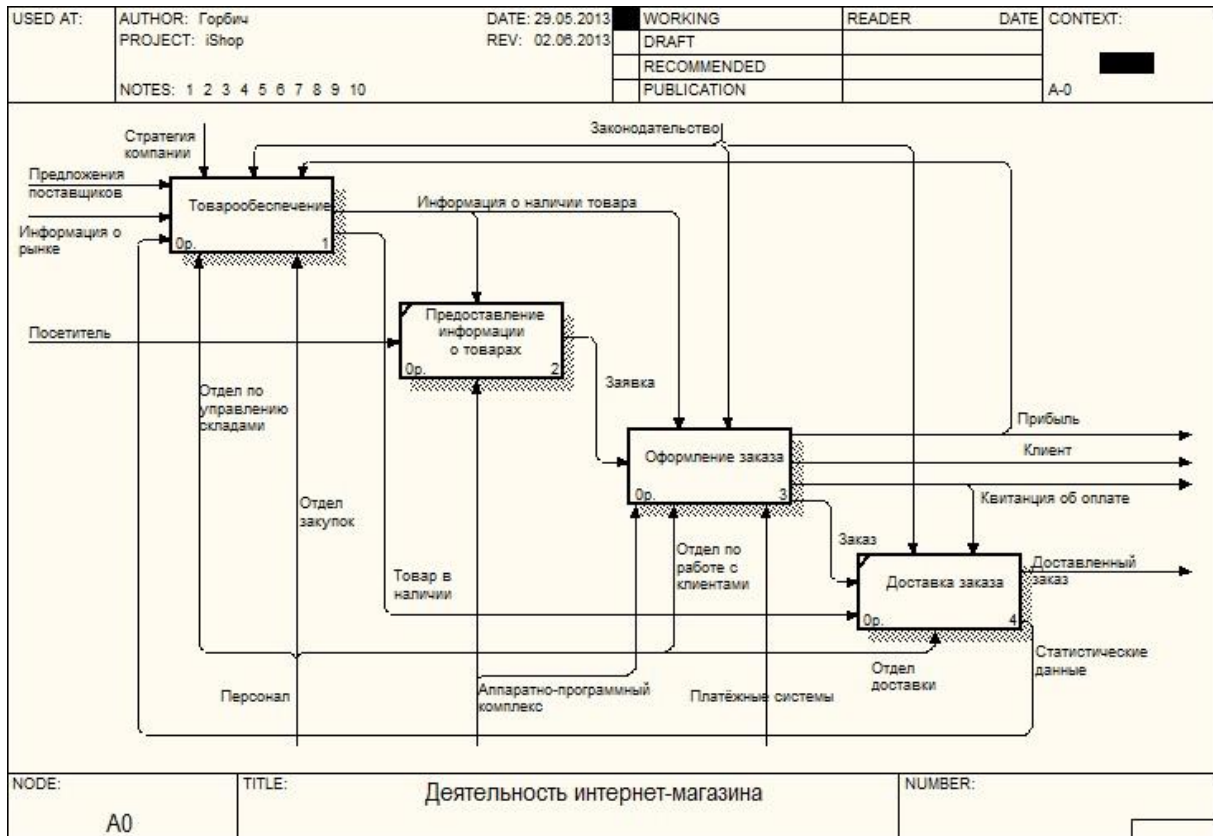 USED AT:
AUTHOR: Горбич
DATE: 29.05.2013
WORKING
READER
DATE
CONTEXT:
PROJECT: iShop
REV: 02.06.2013
DRAFT
RECOMMENDED
NOTES: 1 2 3 4 5 6 7 8 9 10
PUBLICATION
A-0
Стратегия
компании
Законодательство
Предложения
поставщиков
Товарообеспечение
0р.
1
Информация о наличии товара
Информация о
рынке
Посетитель
Предоставление
информации
о товарах
0р.
2
Отдел по
управлению
складами
Заявка
Прибыль
Оформление заказа
0р.
3
Клиент
Квитанция об оплате
Отдел
закупок
Заказ
Отдел по
работе с
клиентами
Доставка заказа
0р.
4
Доставленный
заказ
Товар в
наличии
Статистические
данные
Отдел
доставки
Персонал
Аппаратно-программный
комплекс
Платёжные системы
NODE:
TITLE:
Деятельность интернет-магазина
NUMBER:
A0